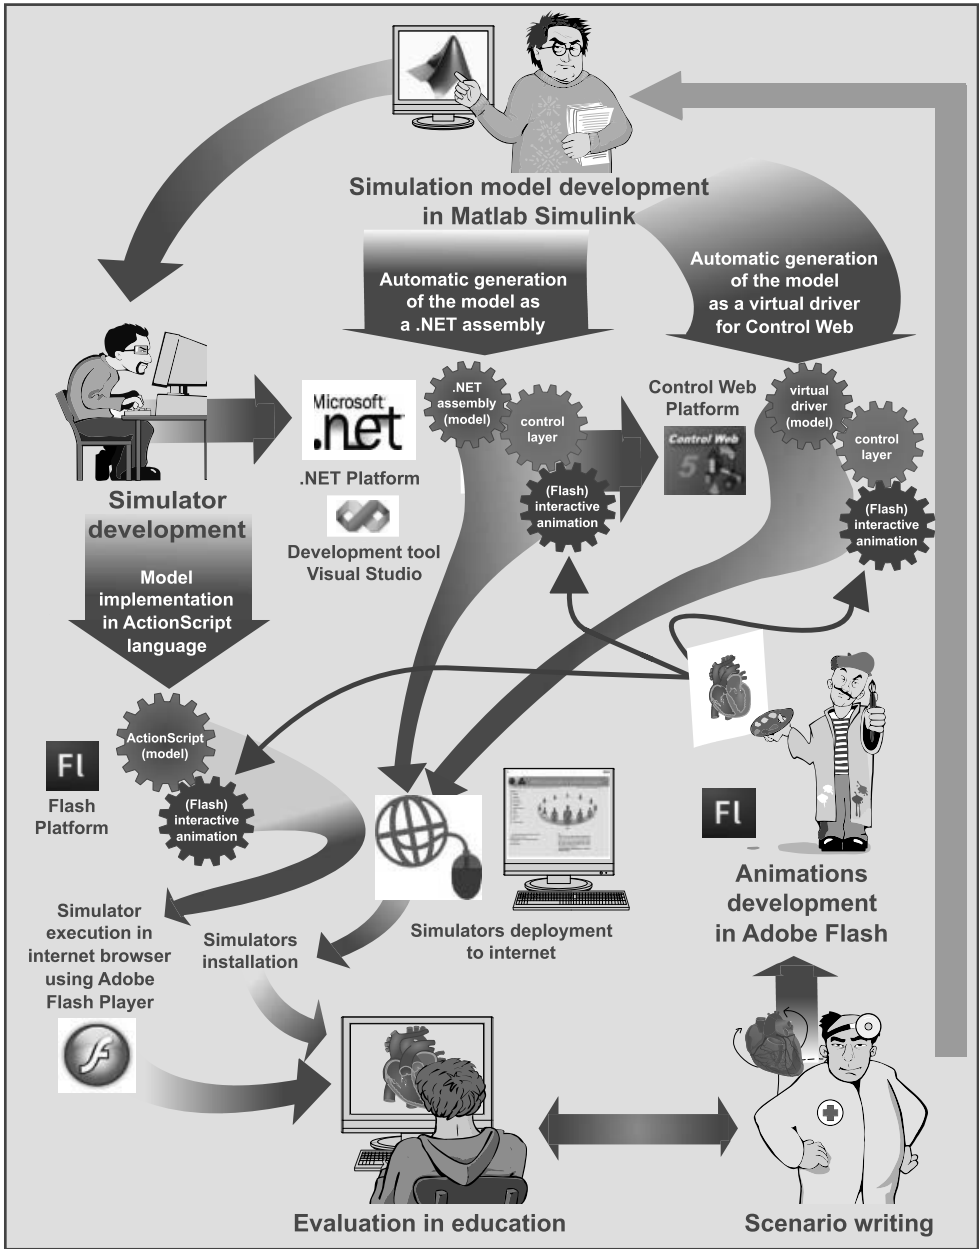 Simulation model development
in Matlab Simulink
Automatic generation
of the model as
a .NET assembly
Automatic generation
of the model
as a virtual driver
for Control Web
Microsoft
.net
.NET Platform
Development tool
Visual Studio
.NET
assembly
(model)
control
layer
(Flash)
interactive
animation
Control Web
Platform
Control Web
5
virtual
driver
(model)
control
layer
(Flash)
interactive
animation
Simulator
development
Model
implementation
in ActionScript
language
ActionScript
(model)
(Flash)
interactive
animation
Fl
Flash
Platform
Fl
Animations
development
in Adobe Flash
Simulators deployment
to internet
Simulator
execution in
internet browser
using Adobe
Flash Player
Simulators
installation
Evaluation in education
Scenario writing